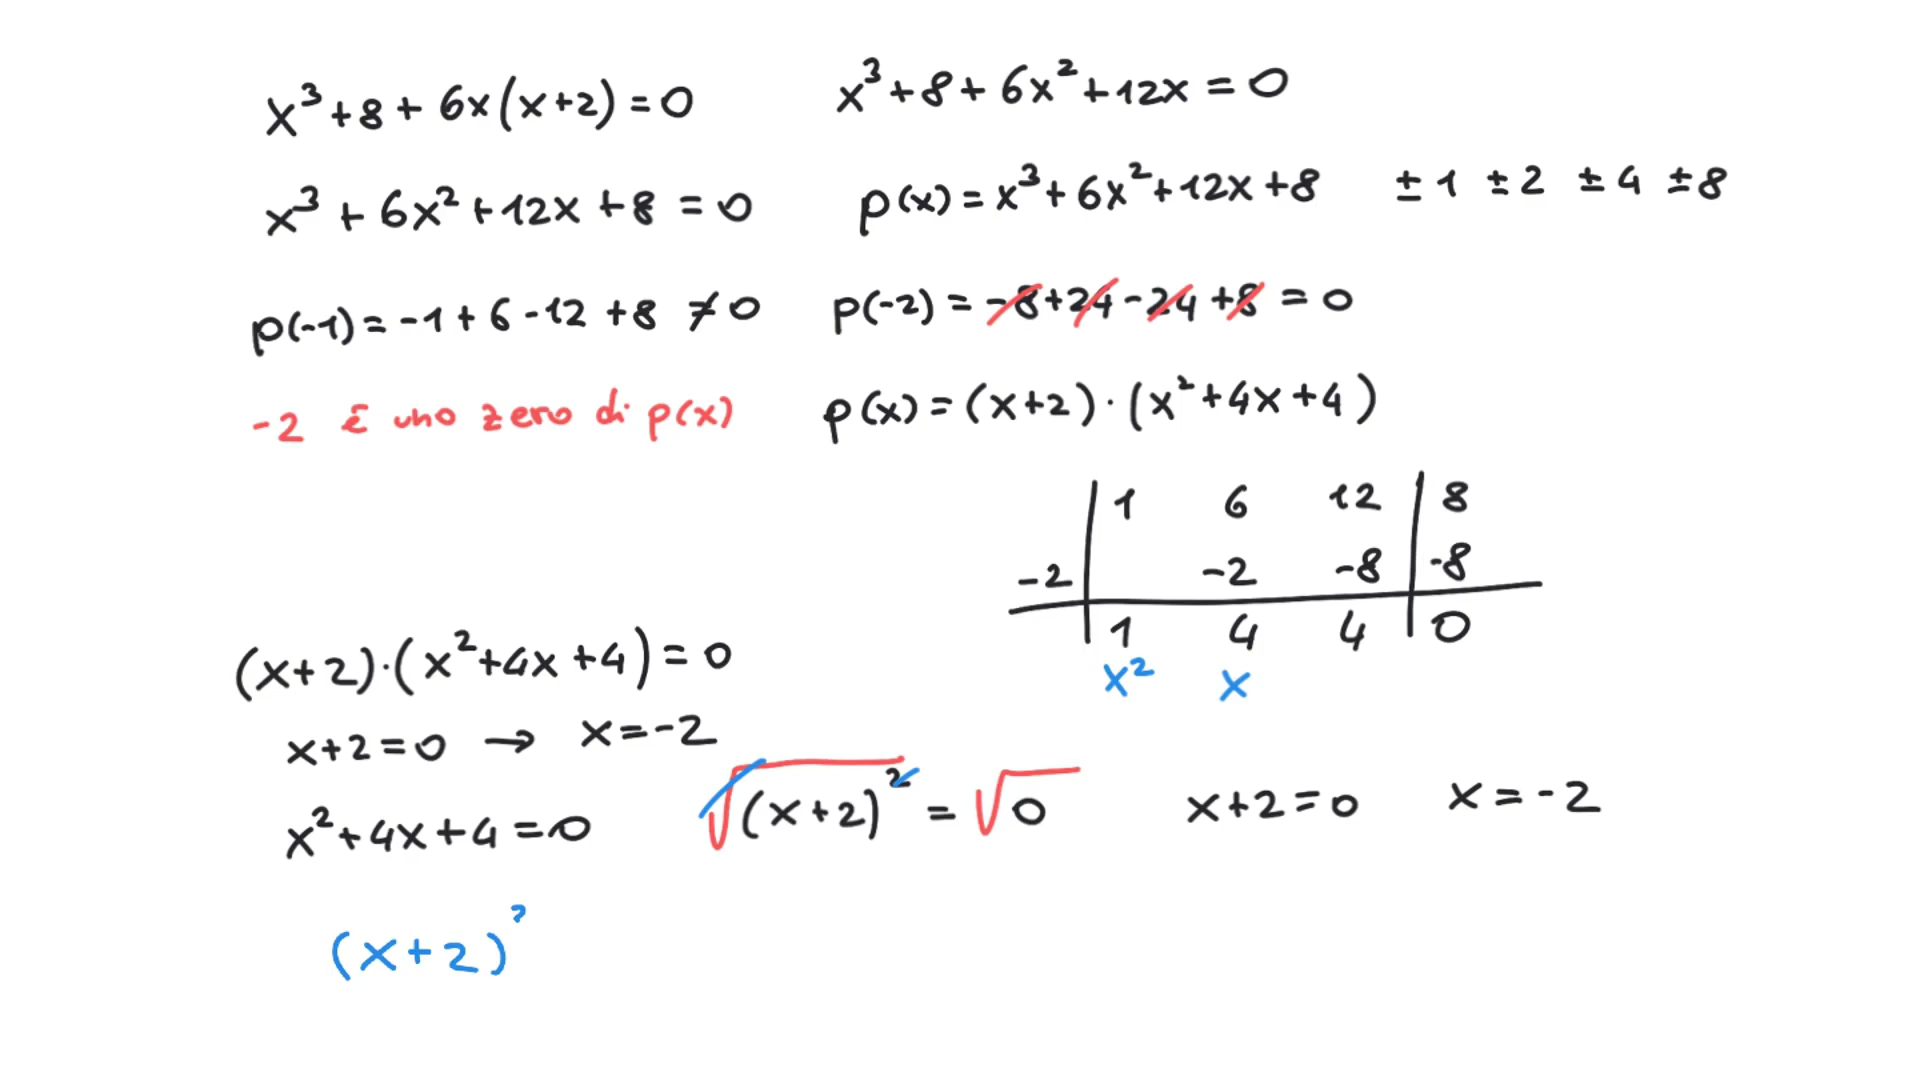 x³+8+6x(x+2)=0
x³+8+6x²+12x=0
x³+6x²+12x+8=0
p(x)=x³+6x²+12x+8 ±1 ±2 ±4 ±8
p(-1)=-1+6-12+8≠0
p(-2)=-8+24-24+8=0
-2 È uno zero di p(x)
p(x)=(x+2)·(x²+4x+4)
1 6 12 8
-2 -2 -8 -8
1 4 4 0
x² x
(x+2)·(x²+4x+4)=0
x+2=0 → x=-2
x²+4x+4=0 √(x+2)²=√0 x+2=0 x=-2
(x+2)²